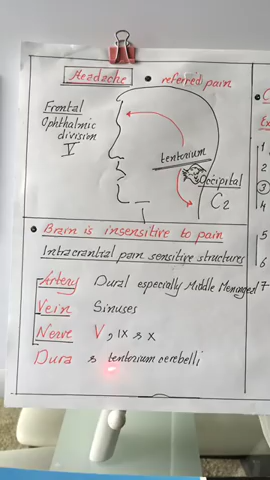 Headache • referred pain
Frontal
Ophthalmic
division
V
tentorium
Occipital
C2
• Brain is insensitive to pain
Intracranial pain sensitive structures
Artery Dural especially Middle Meningeal
Vein Sinuses
Nerve V, IX & X
Dura & tentorium cerebelli
1
2
3
4
5
6
7